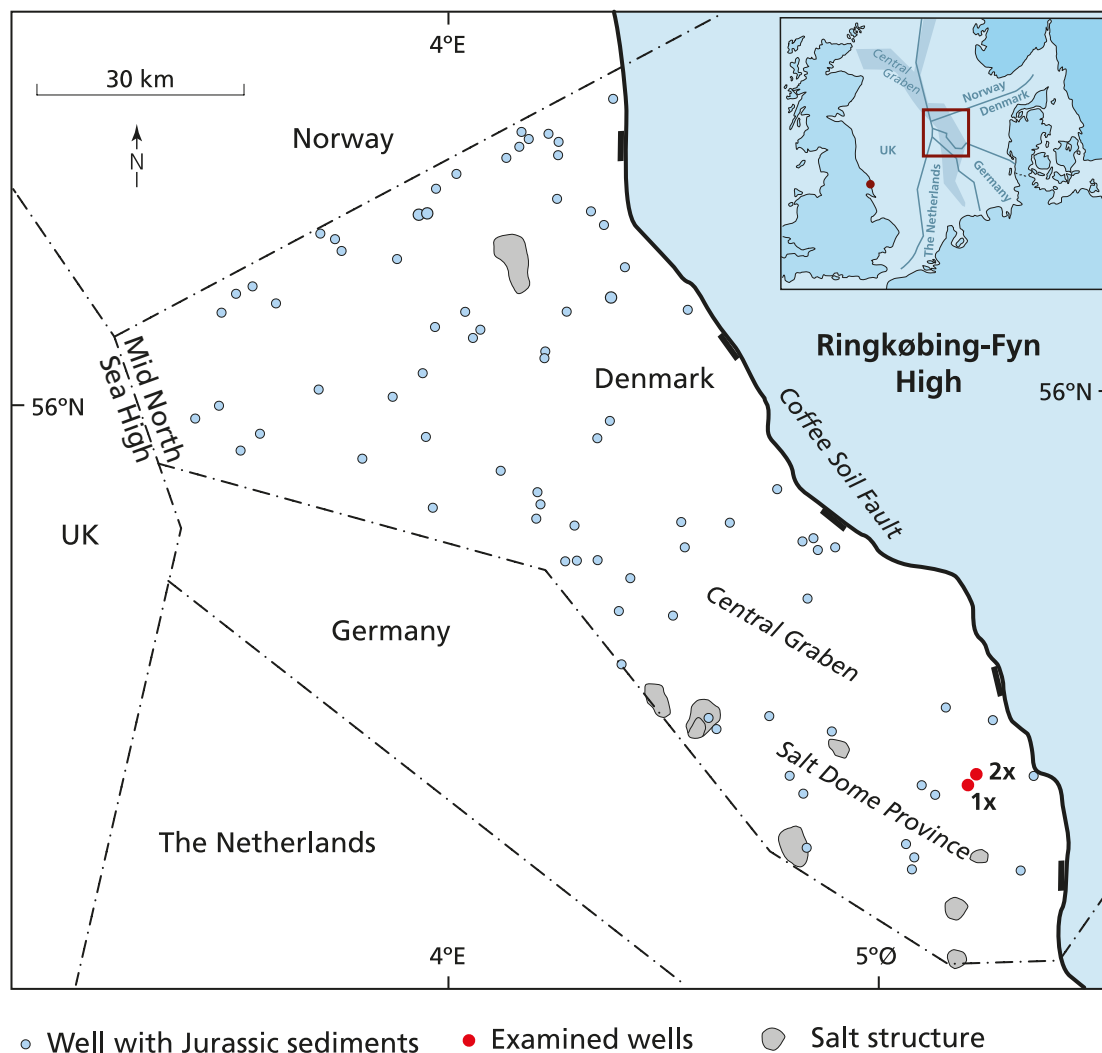 4°E
30 km
N
Norway
Central
Graben
Norway
Denmark
UK
Germany
The Netherlands
Ringkøbing-Fyn
High
Mid North
Sea High
Denmark
56°N
56°N
Coffee Soil Fault
UK
Germany
Central Graben
Salt Dome Province
2x
1x
The Netherlands
4°E
5°Ø
Well with Jurassic sediments
Examined wells
Salt structure